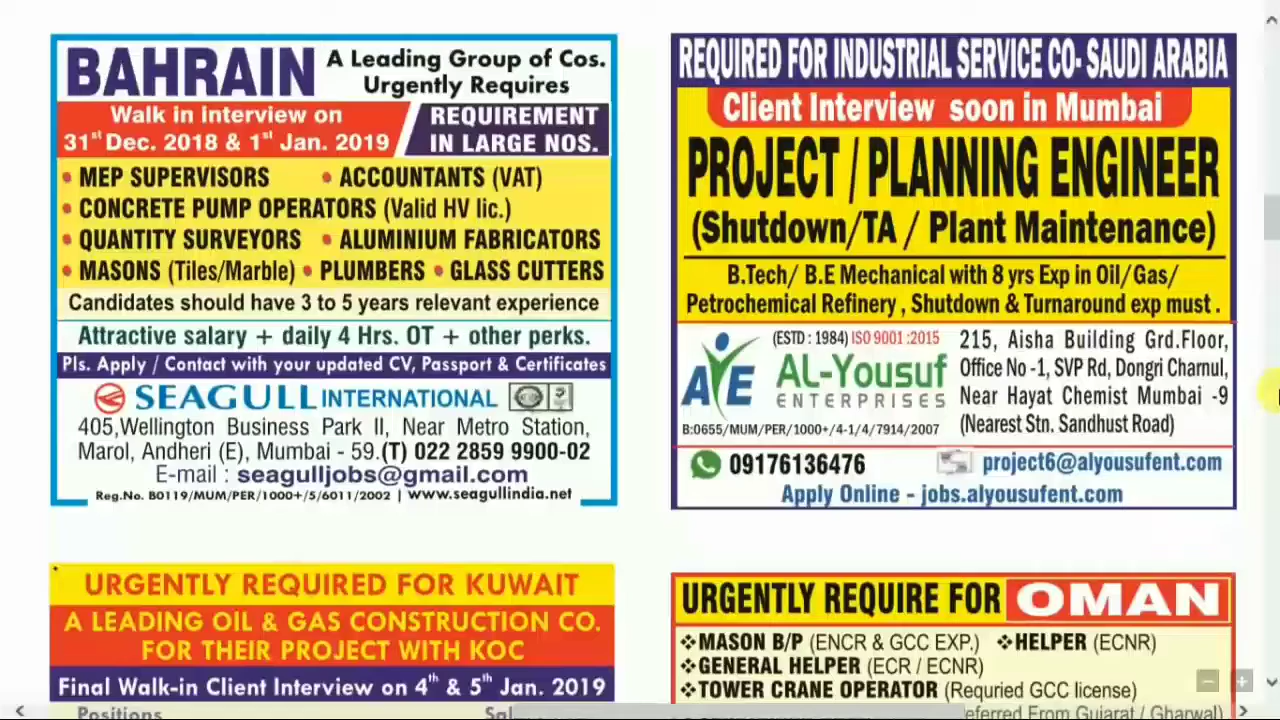 BAHRAIN
A Leading Group of Cos.
Urgently Requires
Walk in Interview on
31st Dec. 2018 & 1st Jan. 2019
REQUIREMENT
IN LARGE NOS.
• MEP SUPERVISORS • ACCOUNTANTS (VAT)
• CONCRETE PUMP OPERATORS (Valid HV lic.)
• QUANTITY SURVEYORS • ALUMINIUM FABRICATORS
• MASONS (Tiles/Marble) • PLUMBERS • GLASS CUTTERS
Candidates should have 3 to 5 years relevant experience
Attractive salary + daily 4 Hrs. OT + other perks.
Pls. Apply / Contact with your updated CV, Passport & Certificates
SEAGULL INTERNATIONAL
405,Wellington Business Park II, Near Metro Station,
Marol, Andheri (E), Mumbai - 59.(T) 022 2859 9900-02
E-mail : seagulljobs@gmail.com
Reg.No. B0119/MUM/PER/1000+/5/6011/2002 | www.seagullindia.net
REQUIRED FOR INDUSTRIAL SERVICE CO- SAUDI ARABIA
Client Interview soon in Mumbai
PROJECT / PLANNING ENGINEER
(Shutdown/TA / Plant Maintenance)
B.Tech/ B.E Mechanical with 8 yrs Exp in Oil/Gas/
Petrochemical Refinery , Shutdown & Turnaround exp must .
(ESTD : 1984) ISO 9001 :2015
AYE AL-Yousuf
ENTERPRISES
B:0655/MUM/PER/1000+/4-1/4/7914/2007
215, Aisha Building Grd.Floor,
Office No -1, SVP Rd, Dongri Charnul,
Near Hayat Chemist Mumbai -9
(Nearest Stn. Sandhust Road)
09176136476 project6@alyousufent.com
Apply Online - jobs.alyousufent.com
URGENTLY REQUIRED FOR KUWAIT
A LEADING OIL & GAS CONSTRUCTION CO.
FOR THEIR PROJECT WITH KOC
Final Walk-in Client Interview on 4th & 5th Jan. 2019
Positions
URGENTLY REQUIRE FOR OMAN
❖MASON B/P (ENCR & GCC EXP.) ❖HELPER (ECNR)
❖GENERAL HELPER (ECR / ECNR)
❖TOWER CRANE OPERATOR (Requried GCC license)
eferred From Gujarat / Gharwal)